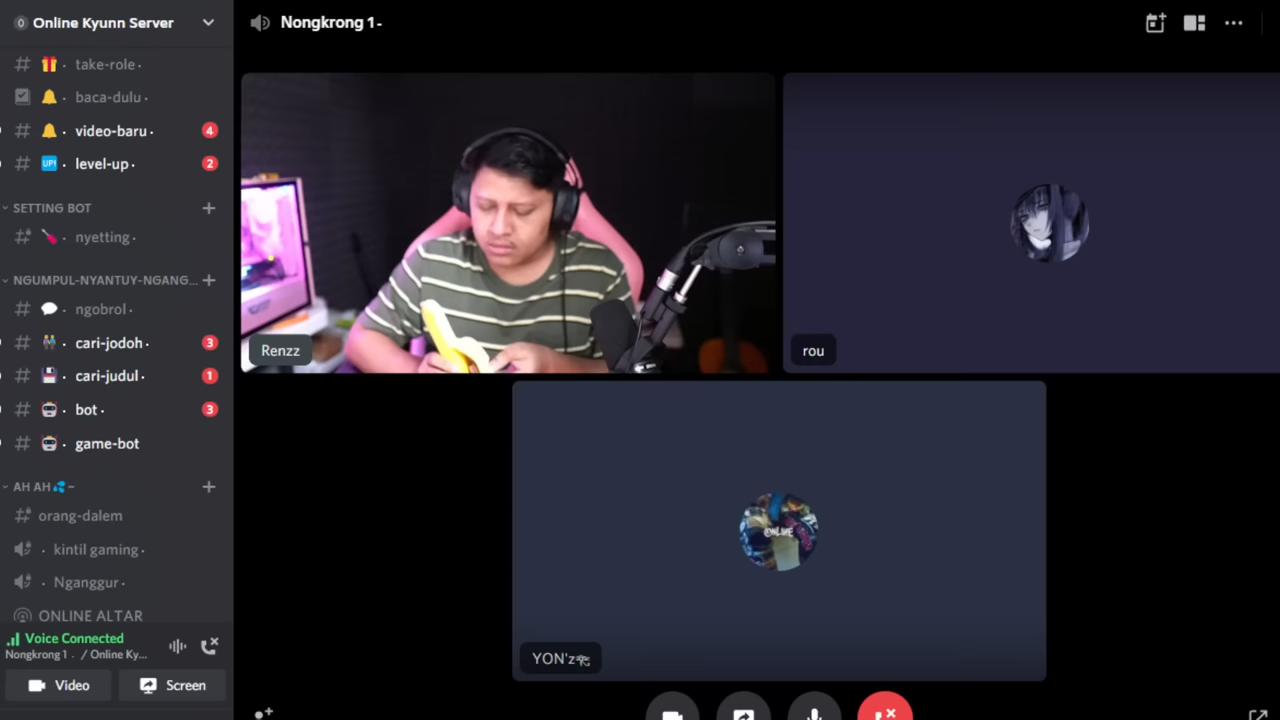 Online Kyunn Server
take-role
baca-dulu
video-baru
4
UP!
level-up
2
SETTING BOT
nyetting
NGUMPUL-NYANTUY-NGANG...
ngobrol
cari-jodoh
3
cari-judul
1
bot
3
game-bot
AH AH
orang-dalem
kintil gaming
Nganggur
ONLINE ALTAR
Voice Connected
Nongkrong 1 - / Online Ky...
Video
Screen
Nongkrong 1 -
Renzz
rou
@NLINE
YON'z